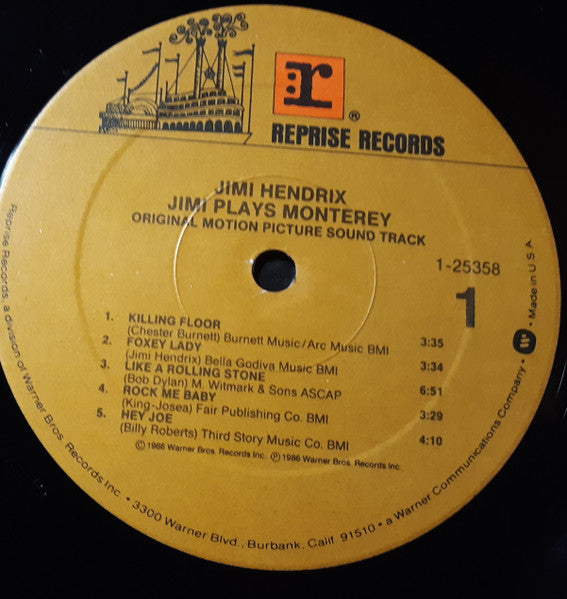 r
®
REPRISE RECORDS
JIMI HENDRIX
JIMI PLAYS MONTEREY
ORIGINAL MOTION PICTURE SOUND TRACK
1-25358
1
1. KILLING FLOOR
(Chester Burnett) Burnett Music/Arc Music BMI 3:35
2. FOXEY LADY
(Jimi Hendrix) Bella Godiva Music BMI 3:34
3. LIKE A ROLLING STONE
(Bob Dylan) M. Witmark & Sons ASCAP 6:51
4. ROCK ME BABY
(King-Josea) Fair Publishing Co. BMI 3:29
5. HEY JOE
(Billy Roberts) Third Story Music Co. BMI 4:10
©1986 Warner Bros. Records Inc. ℗1986 Warner Bros. Records Inc.
Reprise Records, a division of Warner Bros. Records Inc. • 3300 Warner Blvd., Burbank, Calif. 91510 • a Warner Communications Company • W • Made in U.S.A.